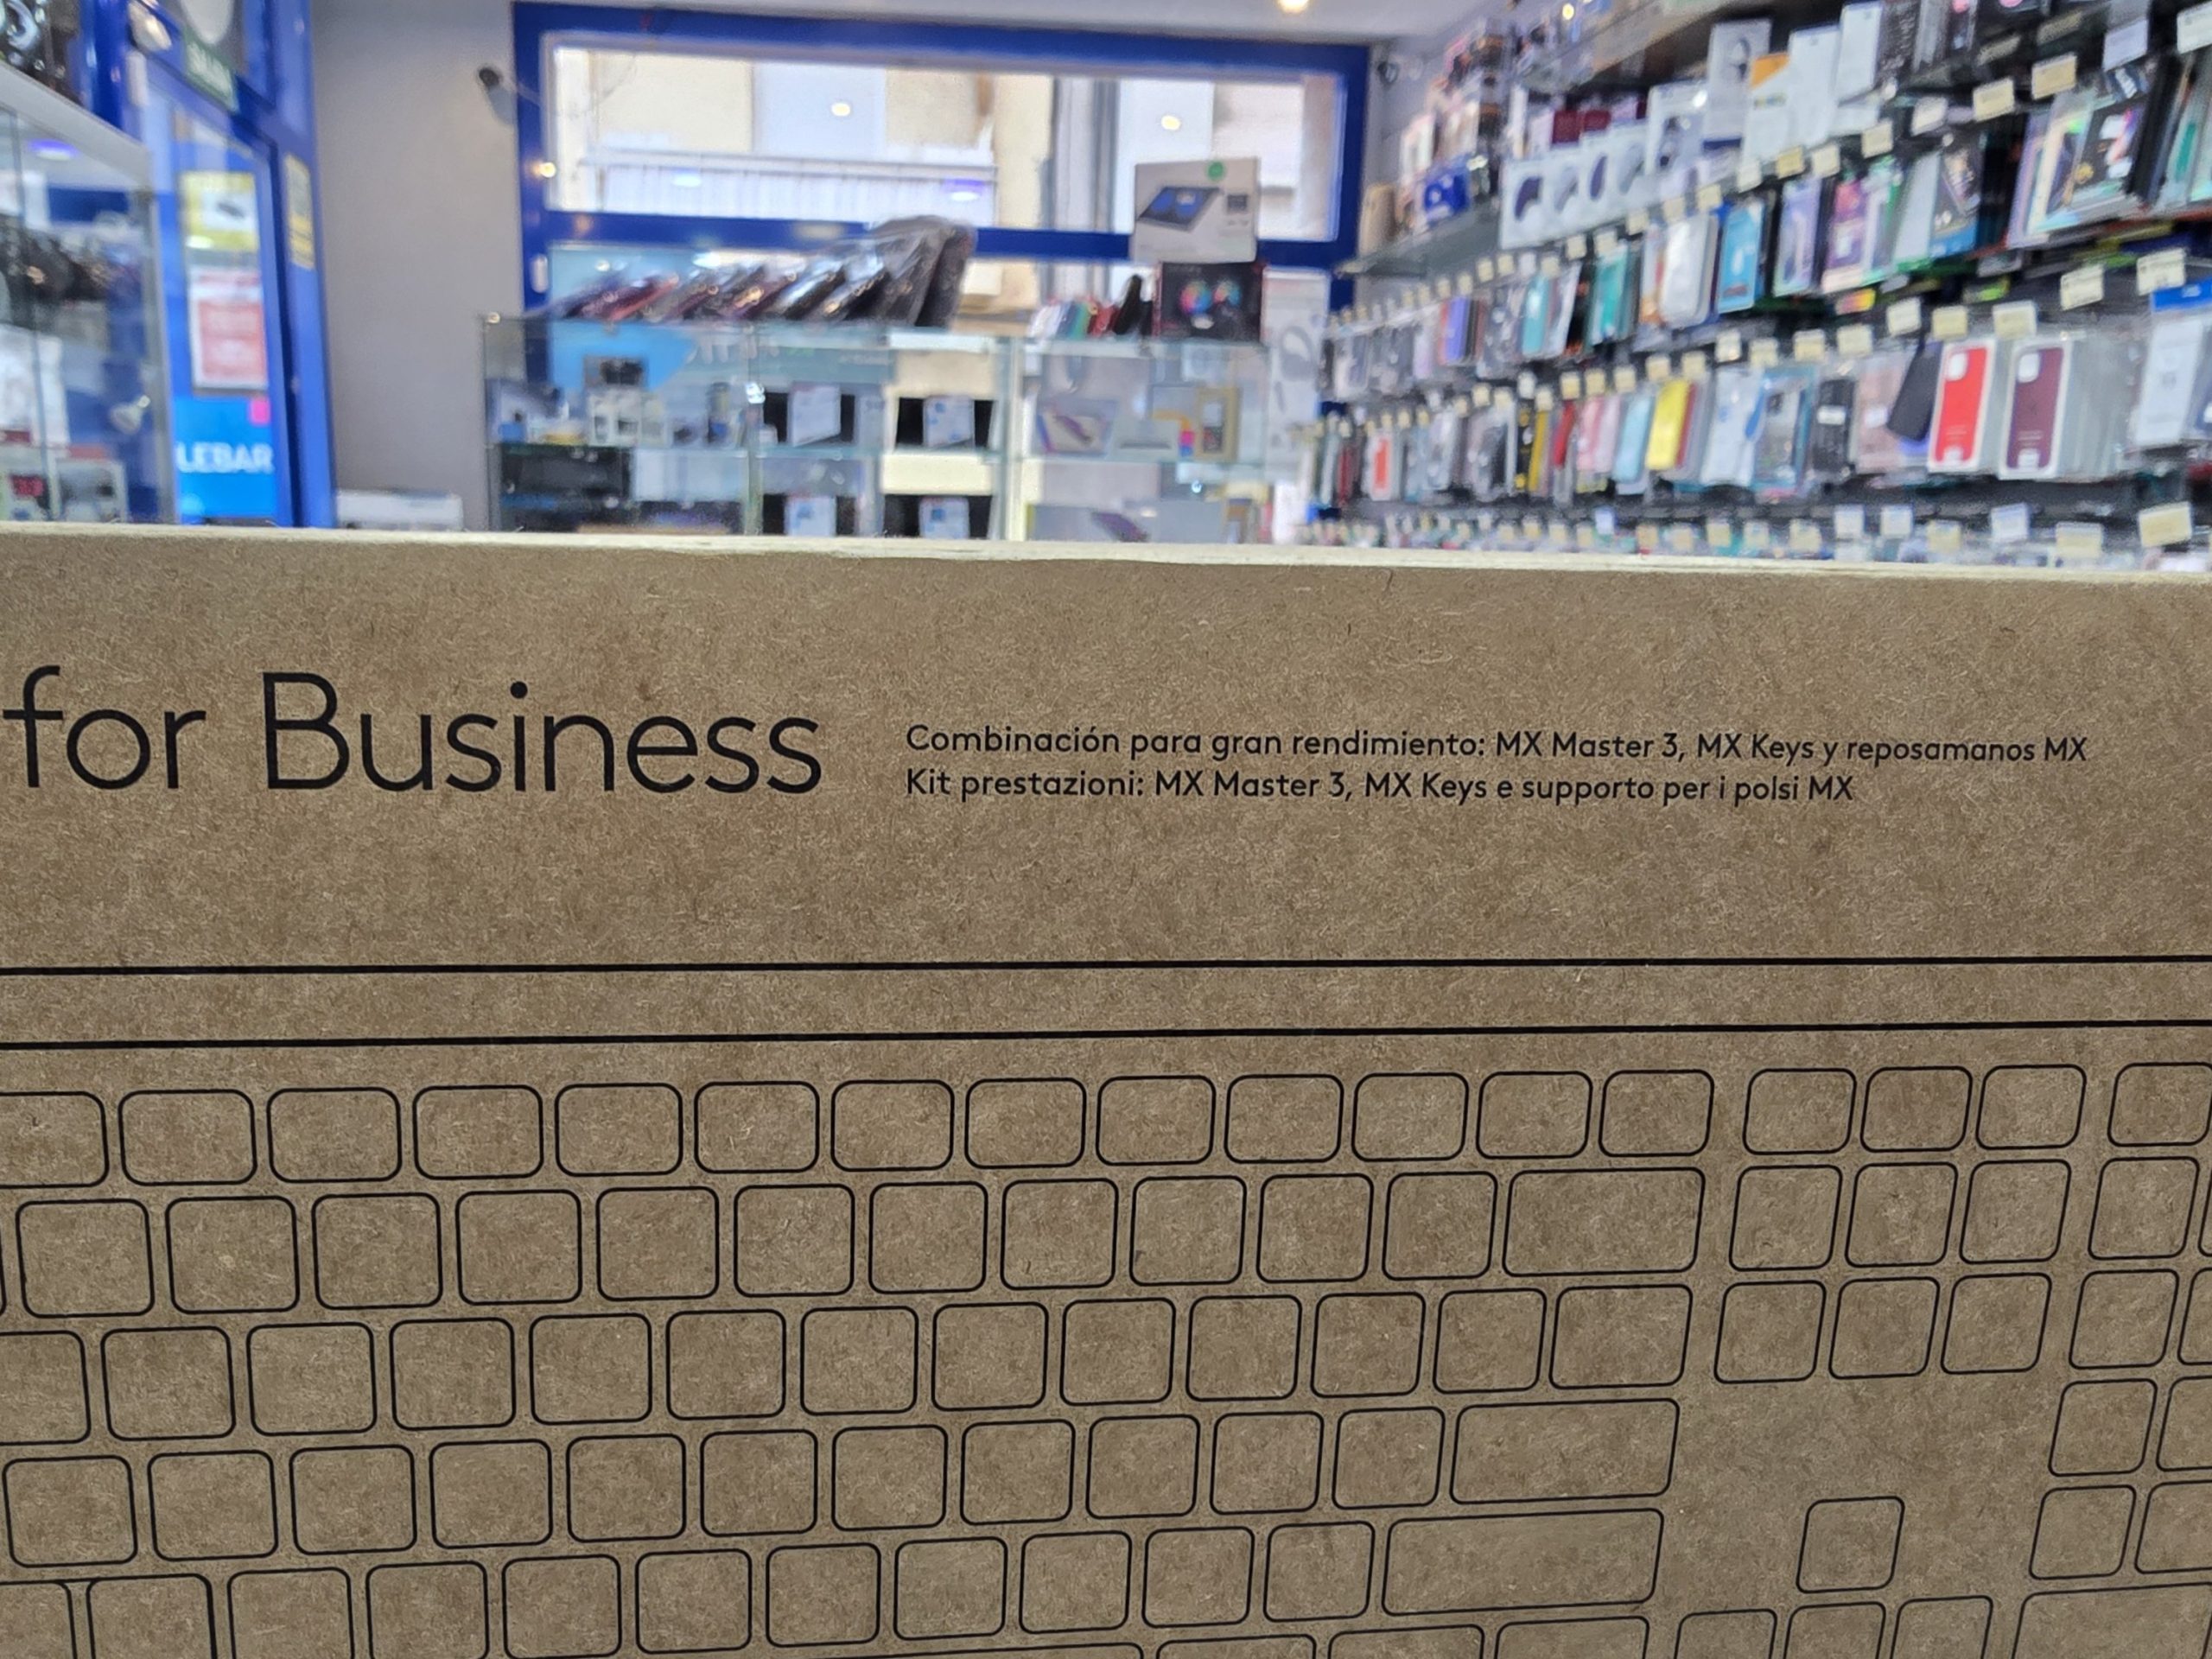 LEBAR
for Business
Combinación para gran rendimiento: MX Master 3, MX Keys y reposamanos MX
Kit prestazioni: MX Master 3, MX Keys e supporto per i polsi MX